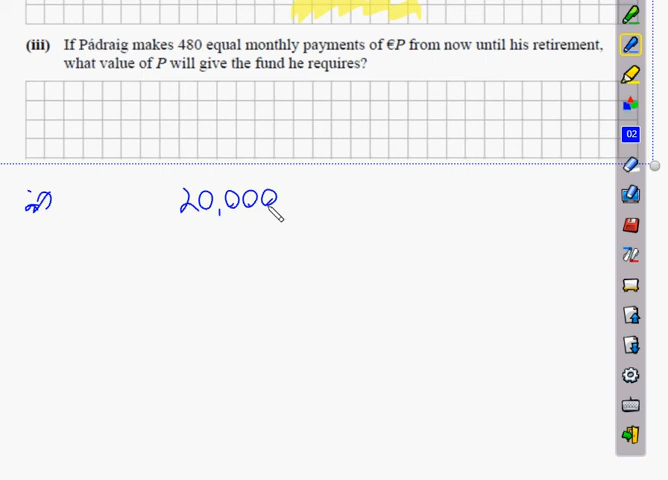 (iii) If Pádraig makes 480 equal monthly payments of €P from now until his retirement,
what value of P will give the fund he requires?
20,000
02